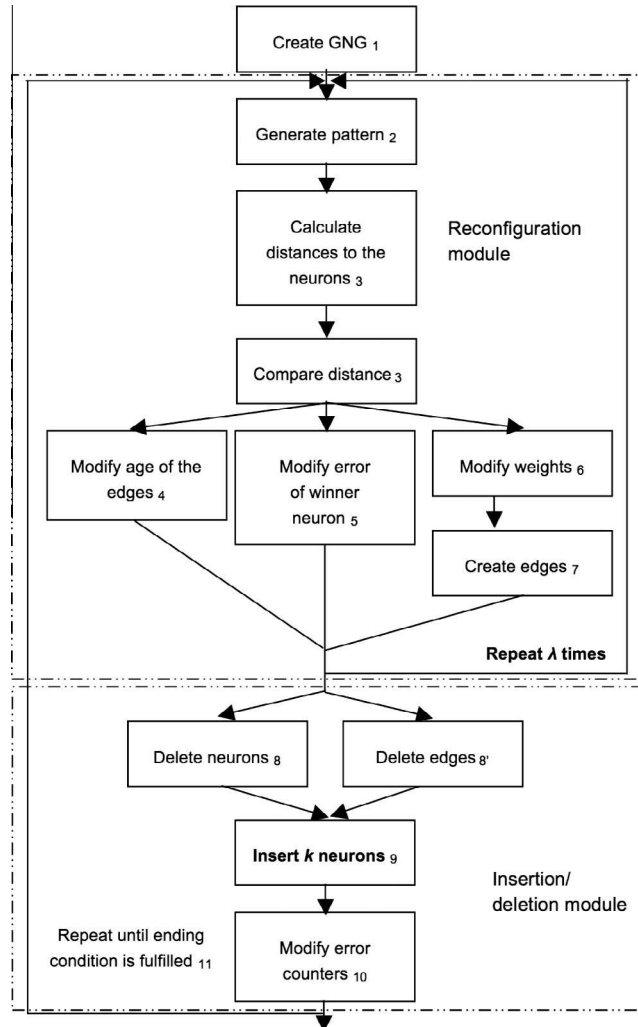 Create GNG 1
Generate pattern 2
Calculate
distances to the
neurons 3
Reconfiguration
module
Compare distance 3
Modify age of the
edges 4
Modify error
of winner
neuron 5
Modify weights 6
Create edges 7
Repeat λ times
Delete neurons 8
Delete edges 8'
Insert k neurons 9
Insertion/
deletion module
Repeat until ending
condition is fulfilled 11
Modify error
counters 10